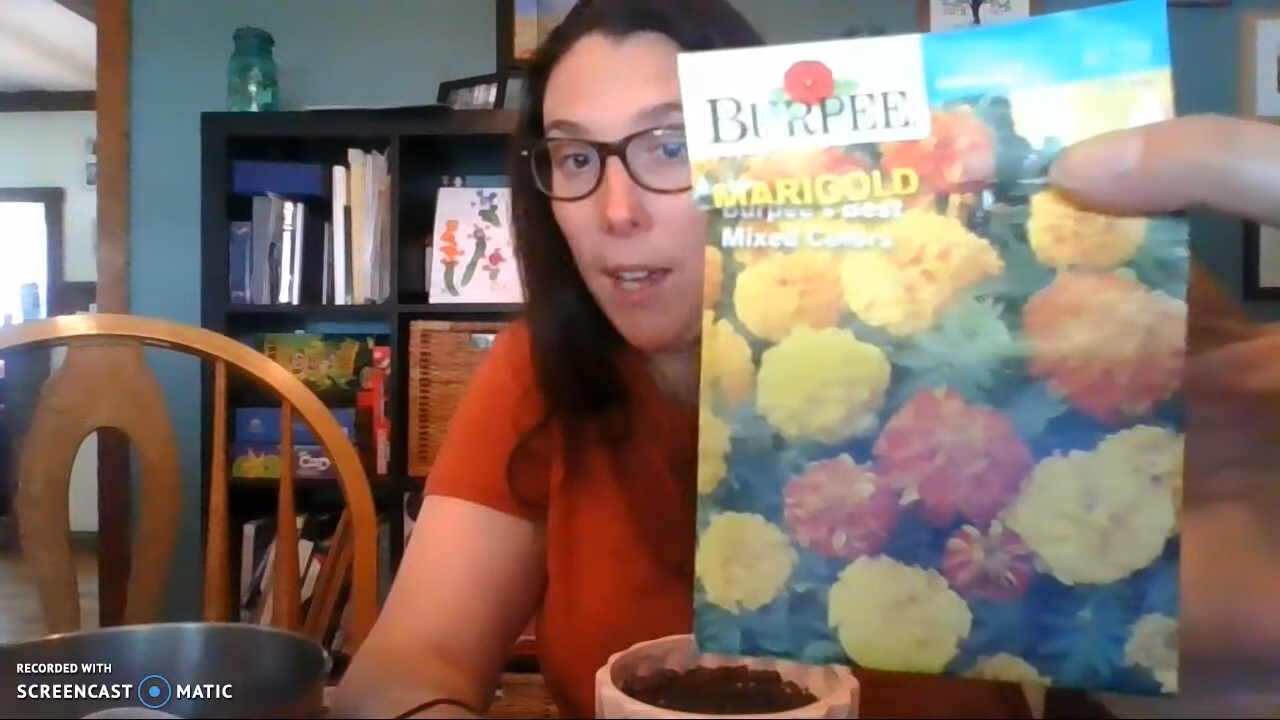 BURPEE
MARIGOLD
Burpee's Best
Mixed Colors
RECORDED WITH
SCREENCAST MATIC